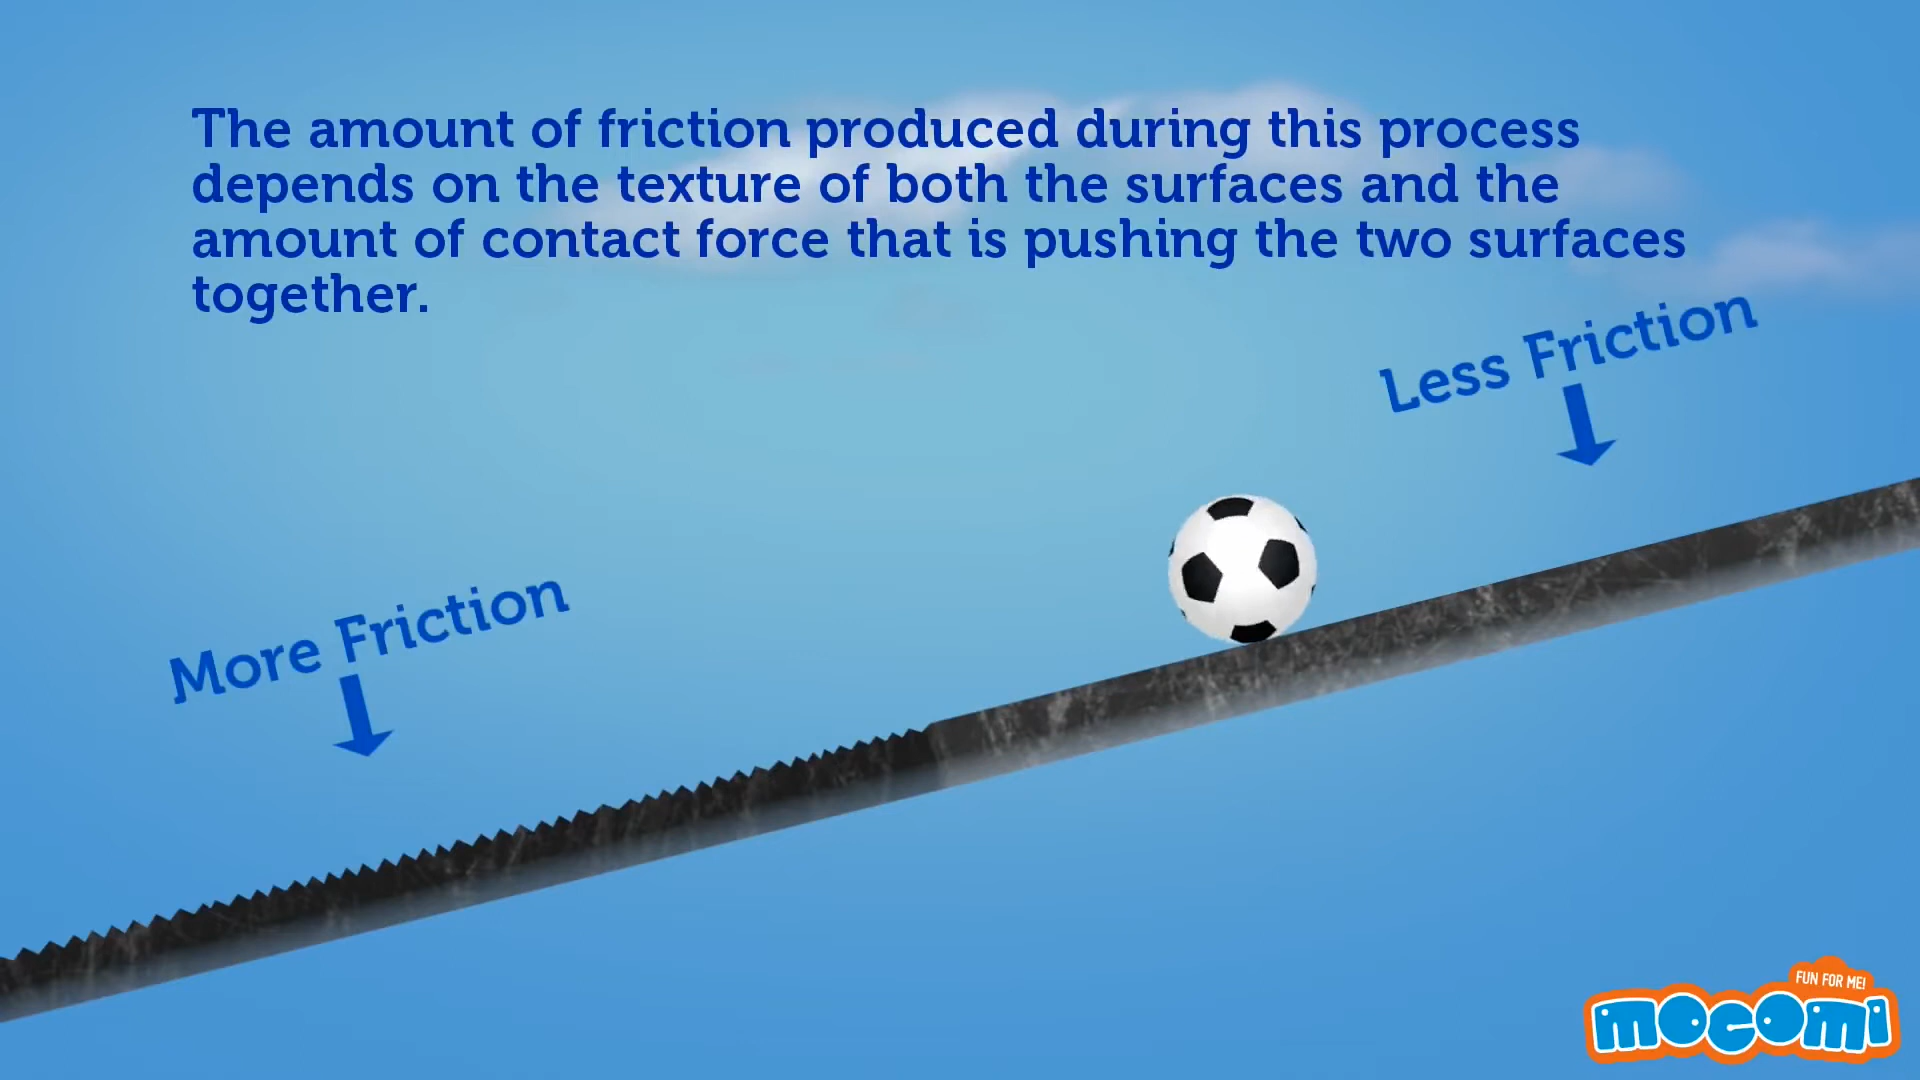 The amount of friction produced during this process
depends on the texture of both the surfaces and the
amount of contact force that is pushing the two surfaces
together.
Less Friction
More Friction
FUN FOR ME!
mocomi